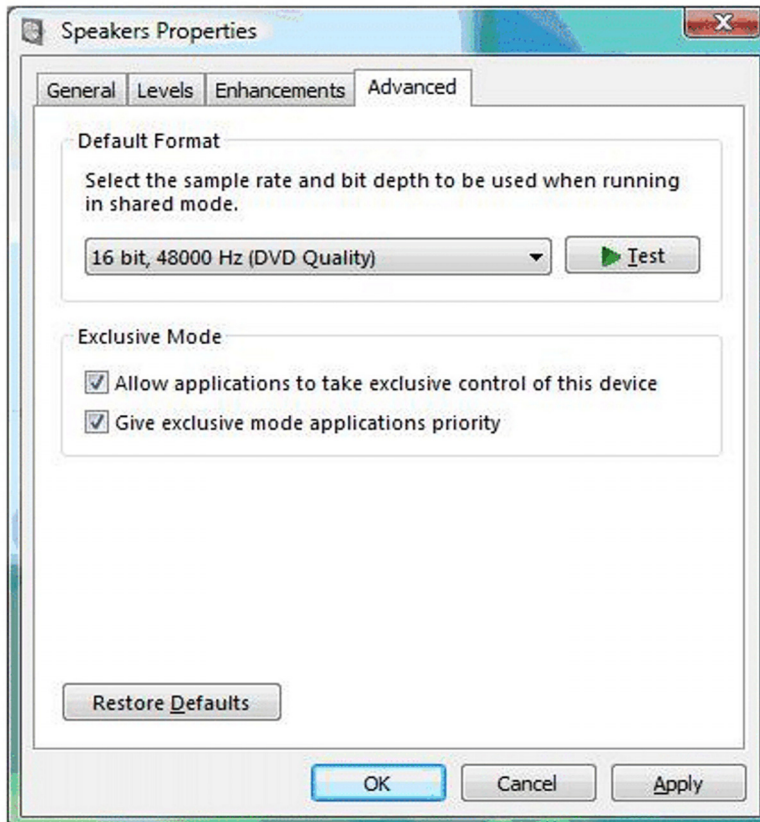 Speakers Properties
General Levels Enhancements Advanced
Default Format
Select the sample rate and bit depth to be used when running
in shared mode.
16 bit, 48000 Hz (DVD Quality) Test
Exclusive Mode
Allow applications to take exclusive control of this device
Give exclusive mode applications priority
Restore Defaults
OK Cancel Apply